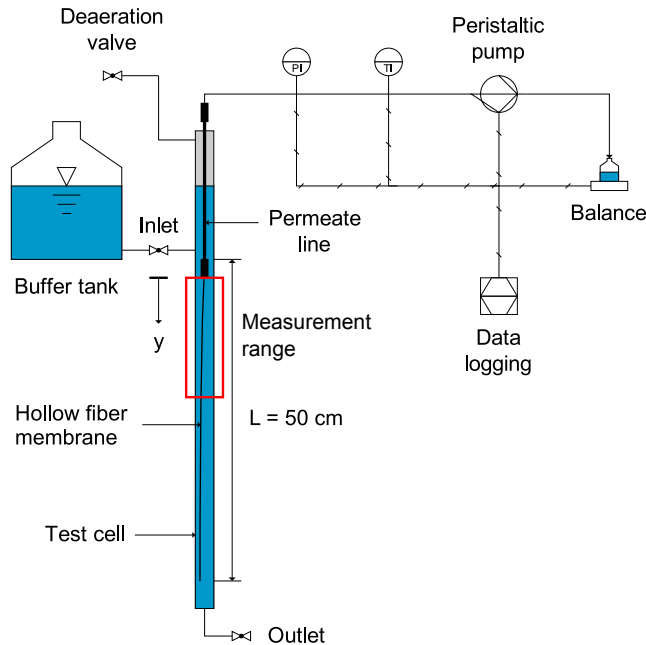 Deaeration
valve
Peristaltic
pump
PI
TI
Inlet
Permeate
line
Balance
Buffer tank
y
Measurement
range
Data
logging
Hollow fiber
membrane
L = 50 cm
Test cell
Outlet